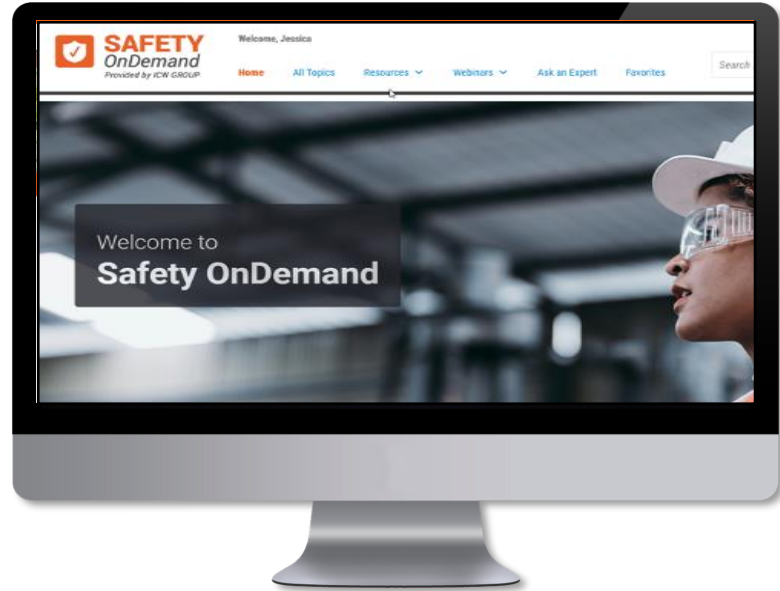 SAFETY
OnDemand
Provided by ICW GROUP
Welcome, Jessica
Home All Topics Resources Webinars Ask an Expert Favorites
Search
Welcome to
Safety OnDemand